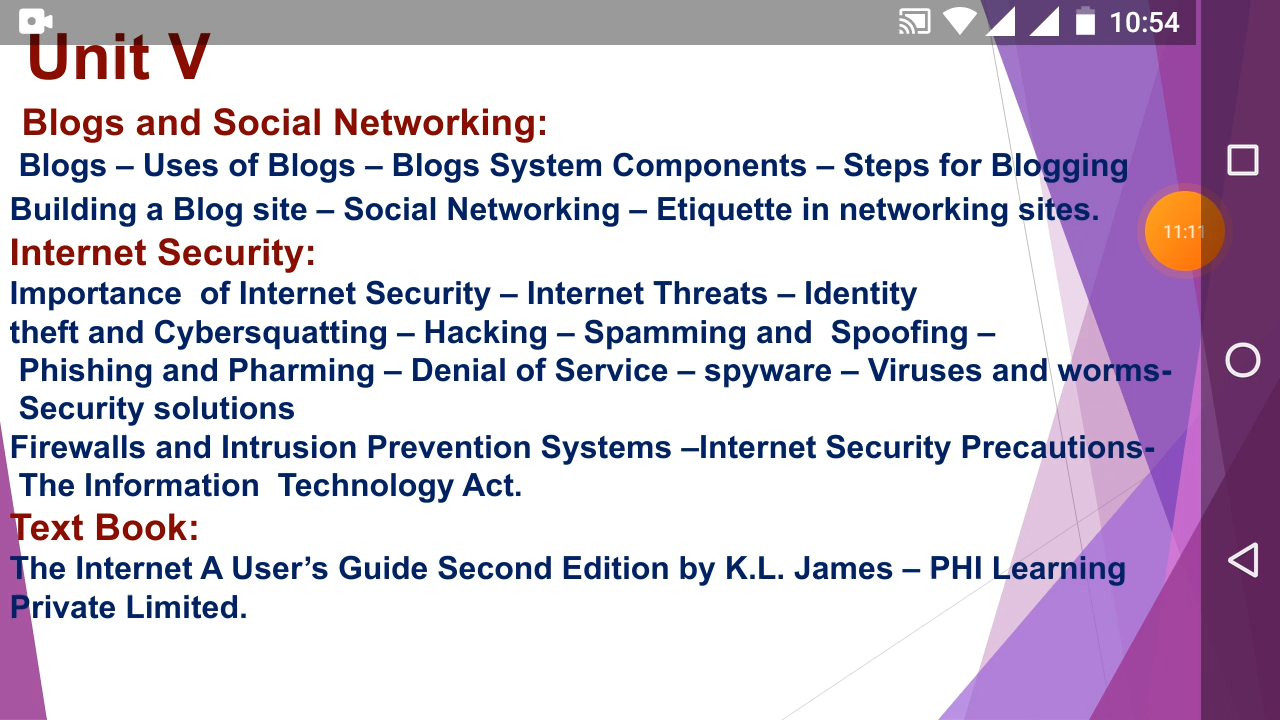 10:54
Unit V
Blogs and Social Networking:
Blogs – Uses of Blogs – Blogs System Components – Steps for Blogging
Building a Blog site – Social Networking – Etiquette in networking sites.
11:11
Internet Security:
Importance  of Internet Security – Internet Threats – Identity
theft and Cybersquatting – Hacking – Spamming and  Spoofing –
Phishing and Pharming – Denial of Service – spyware – Viruses and worms-
Security solutions
Firewalls and Intrusion Prevention Systems –Internet Security Precautions-
The Information  Technology Act.
Text Book:
The Internet A User’s Guide Second Edition by K.L. James – PHI Learning
Private Limited.